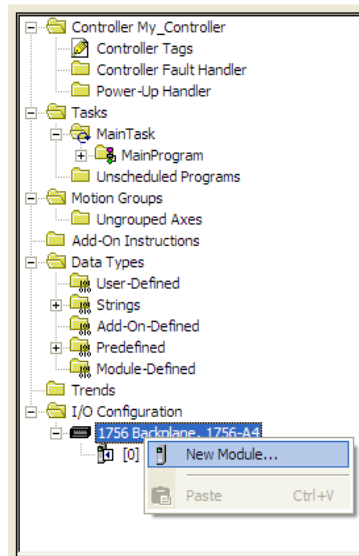 Controller My_Controller
Controller Tags
Controller Fault Handler
Power-Up Handler
Tasks
MainTask
MainProgram
Unscheduled Programs
Motion Groups
Ungrouped Axes
Add-On Instructions
Data Types
User-Defined
Strings
Add-On-Defined
Predefined
Module-Defined
Trends
I/O Configuration
1756 Backplane, 1756-A4
[0] New Module...
Paste Ctrl+V